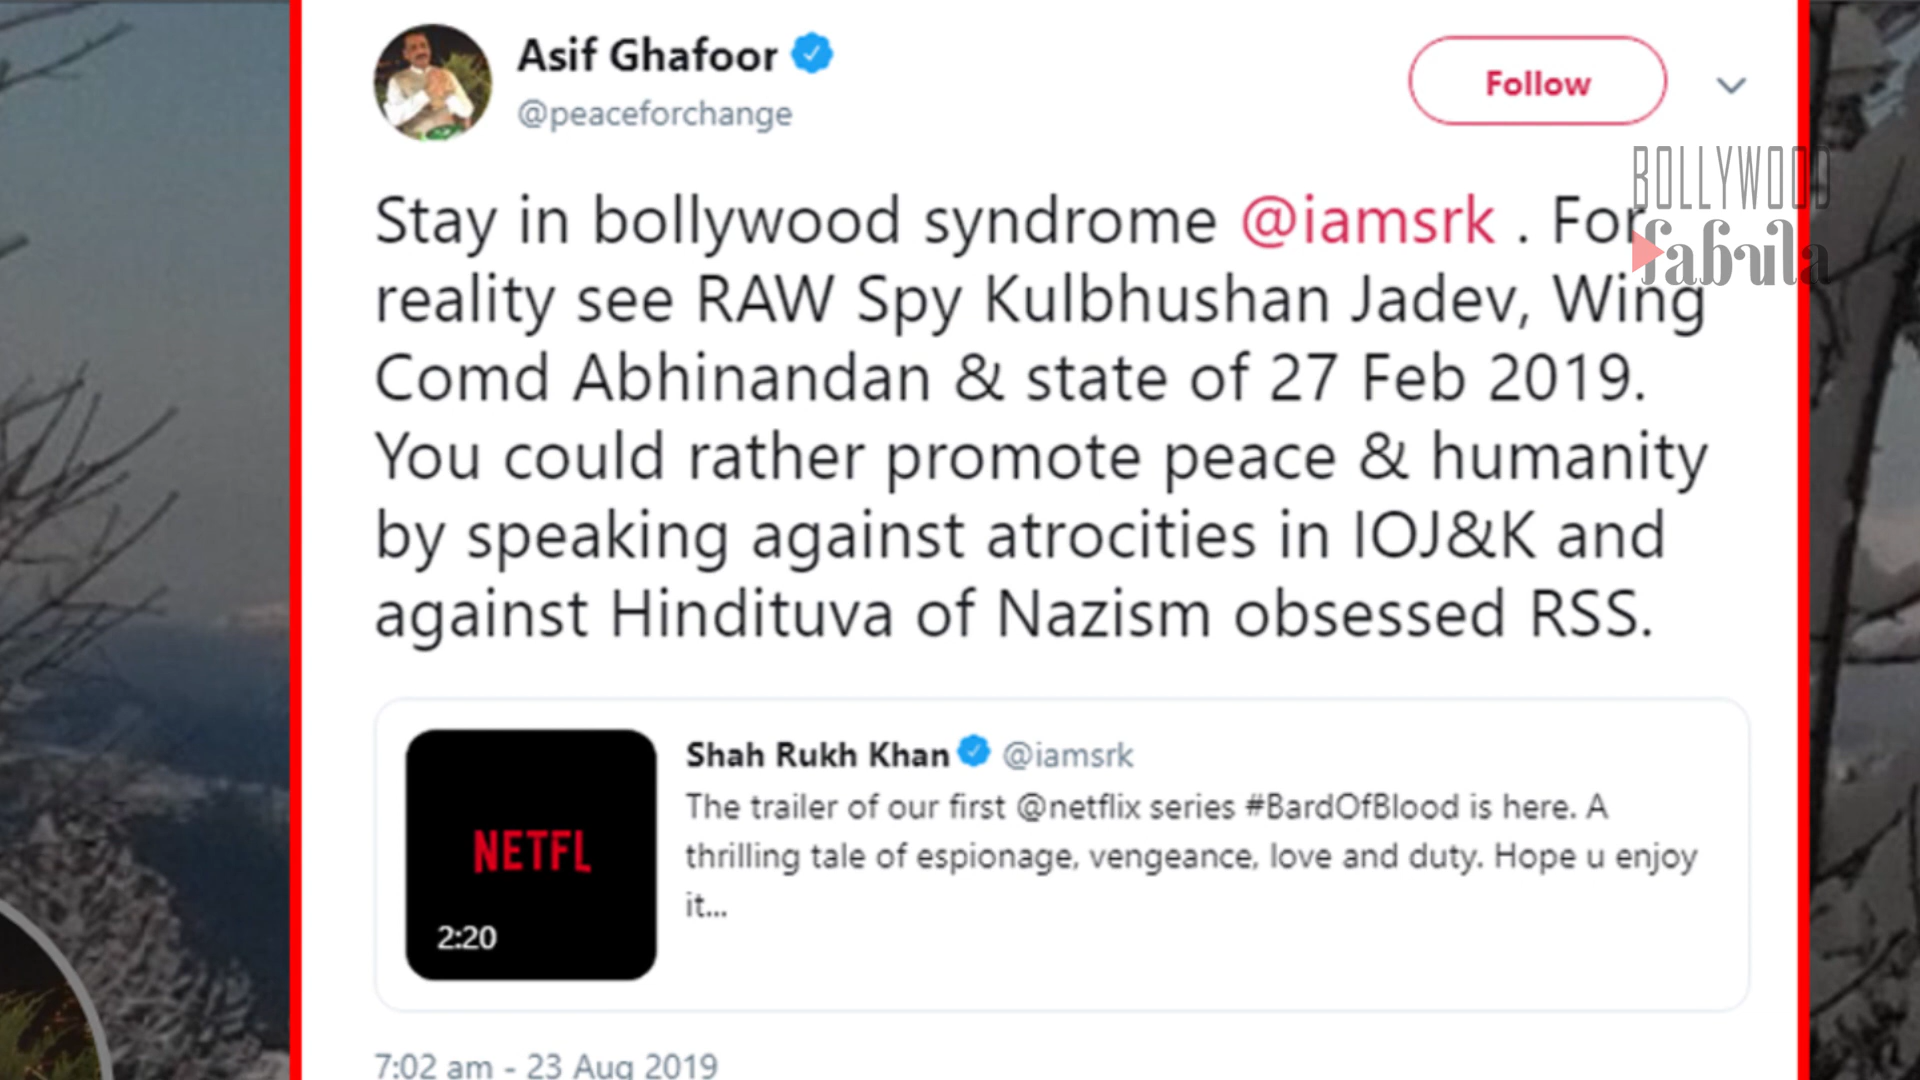 Asif Ghafoor
@peaceforchange
Follow
BOLLYWOOD
fabula
Stay in bollywood syndrome @iamsrk . For
reality see RAW Spy Kulbhushan Jadev, Wing
Comd Abhinandan & state of 27 Feb 2019.
You could rather promote peace & humanity
by speaking against atrocities in IOJ&K and
against Hindituva of Nazism obsessed RSS.
NETFL
2:20
Shah Rukh Khan @iamsrk
The trailer of our first @netflix series #BardOfBlood is here. A
thrilling tale of espionage, vengeance, love and duty. Hope u enjoy
it...
7:02 am - 23 Aug 2019